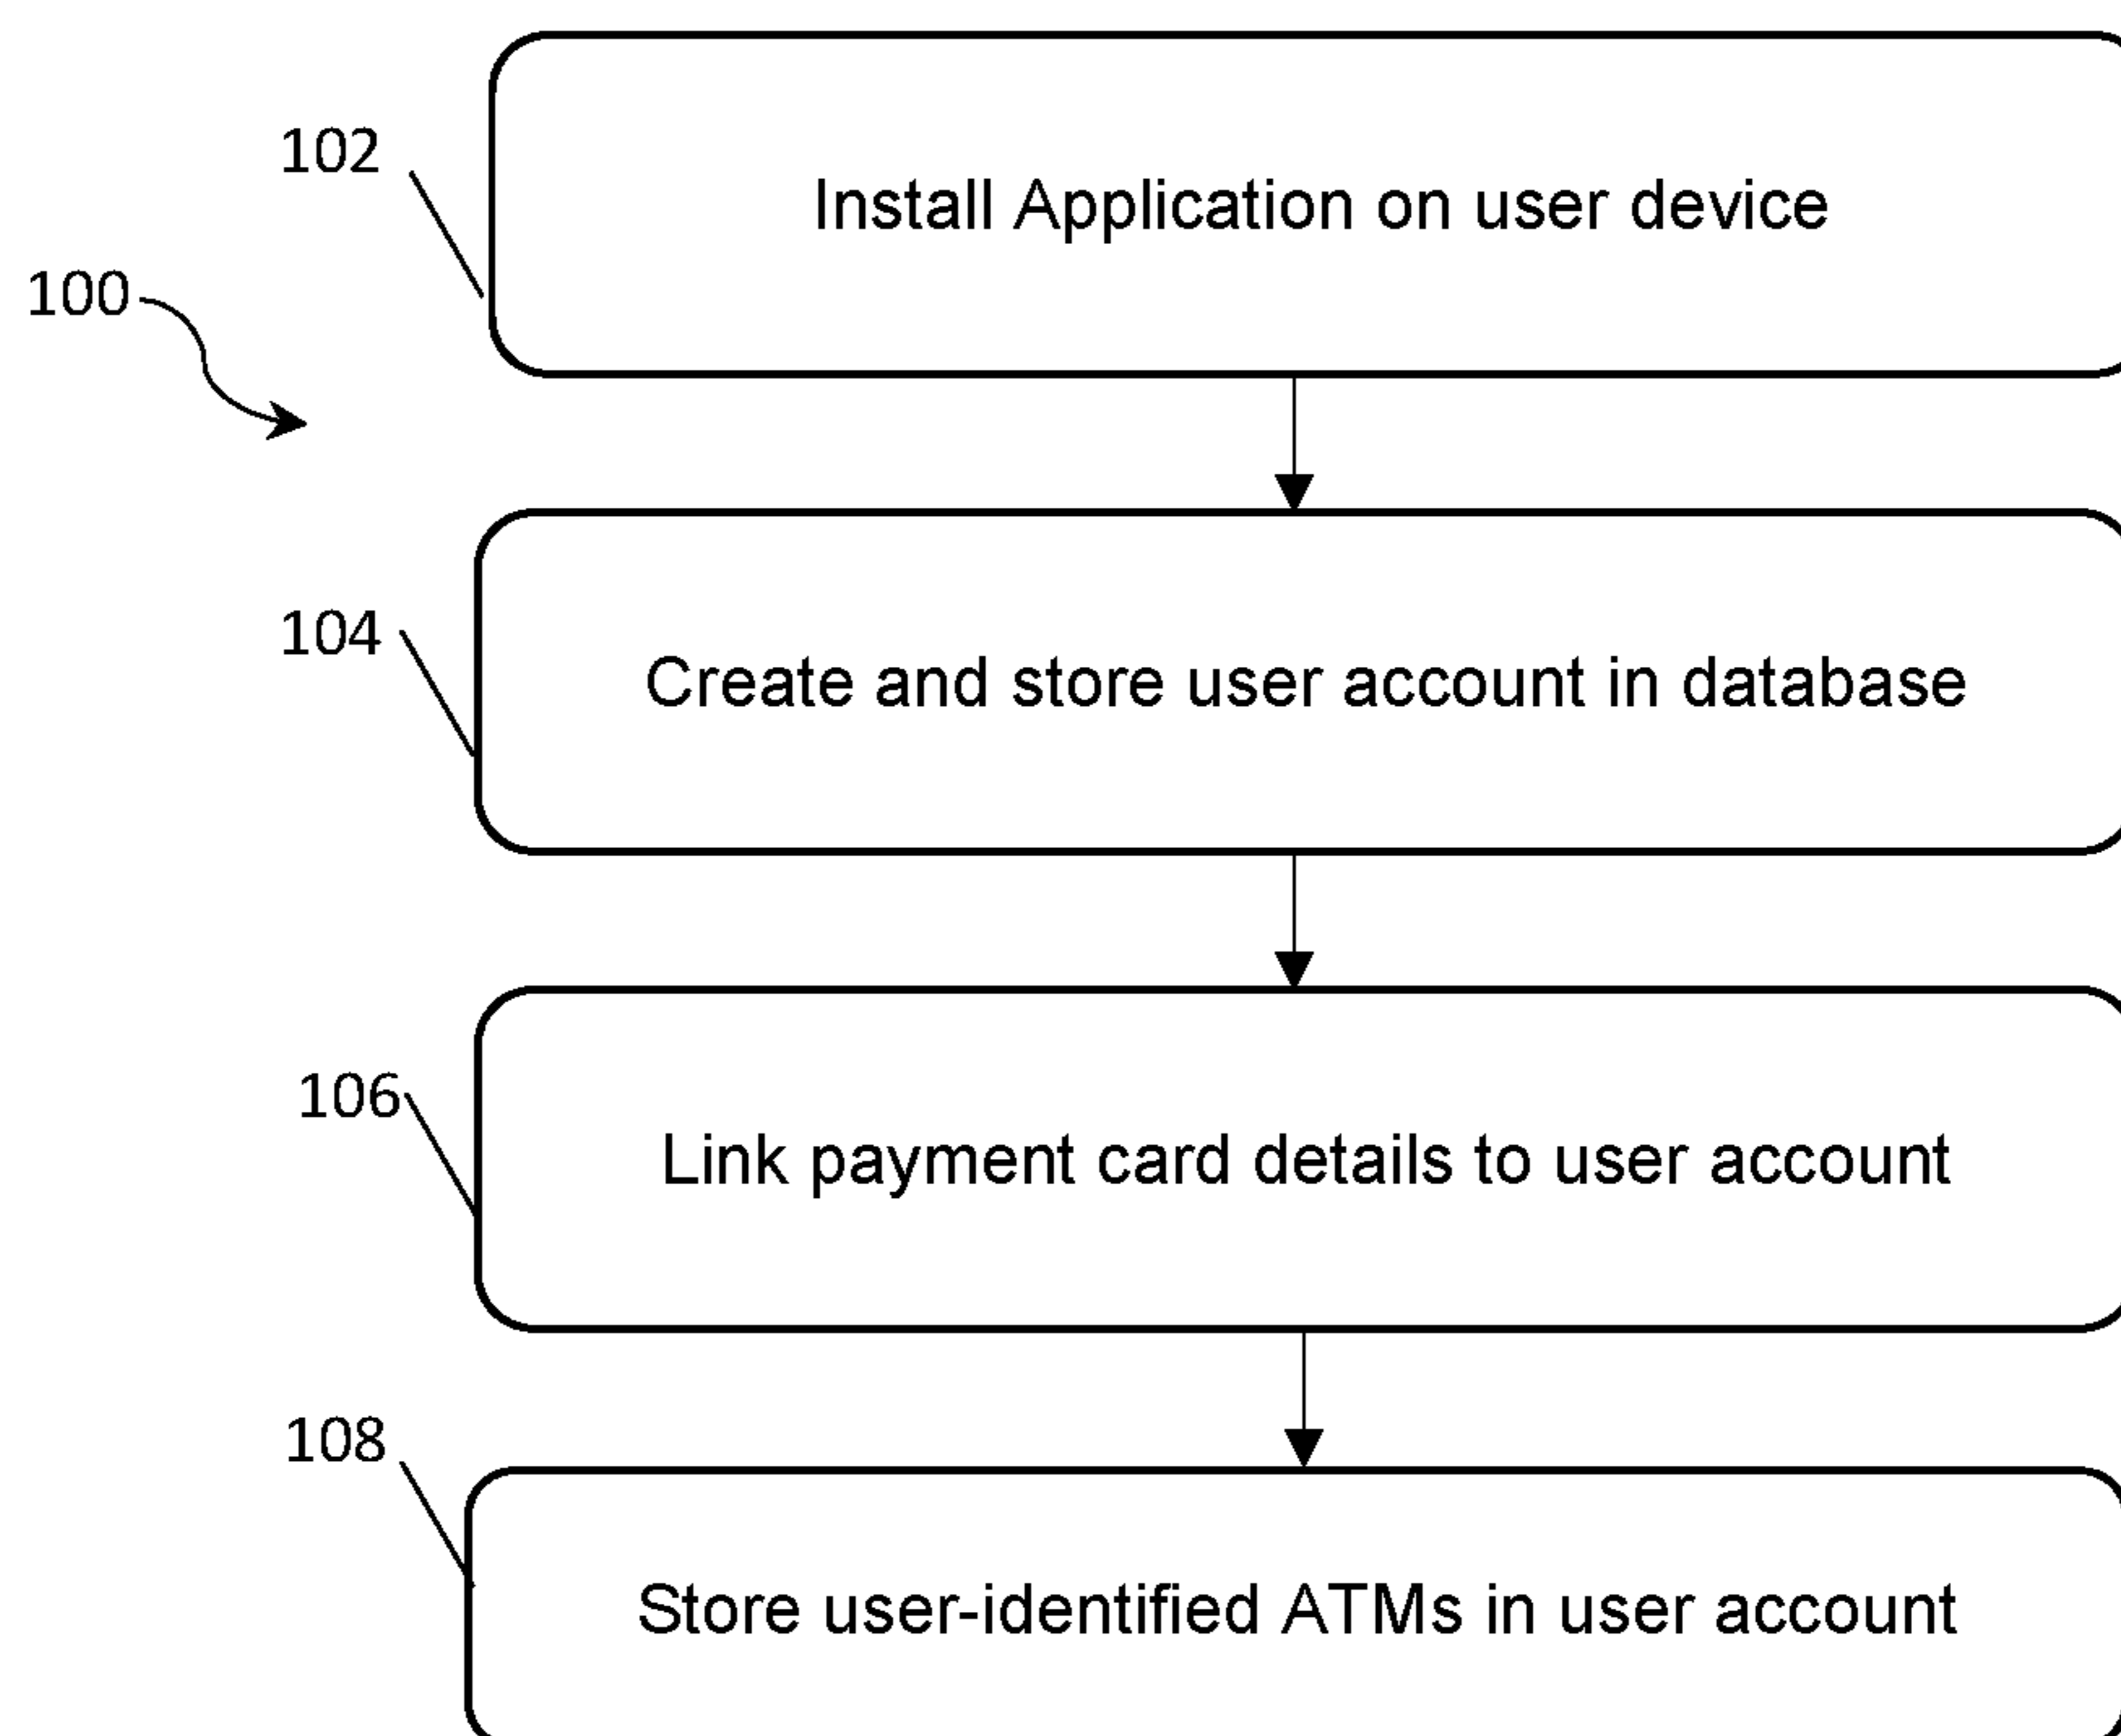 102
Install Application on user device
100
104
Create and store user account in database
106
Link payment card details to user account
108
Store user-identified ATMs in user account